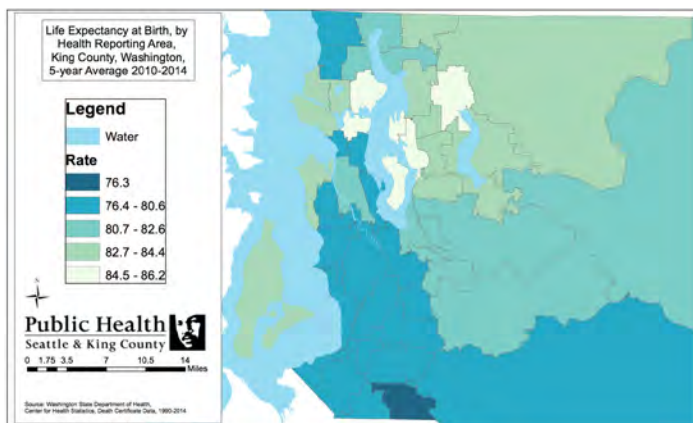 Life Expectancy at Birth, by
Health Reporting Area,
King County, Washington,
5-year Average 2010-2014
Legend
Water
Rate
76.3
76.4 - 80.6
80.7 - 82.6
82.7 - 84.4
84.5 - 86.2
N
Public Health
Seattle & King County
0 1.75 3.5 7 10.5 14
Miles
Source: Washington State Department of Health,
Center for Health Statistics, Death Certificate Data, 1990-2014